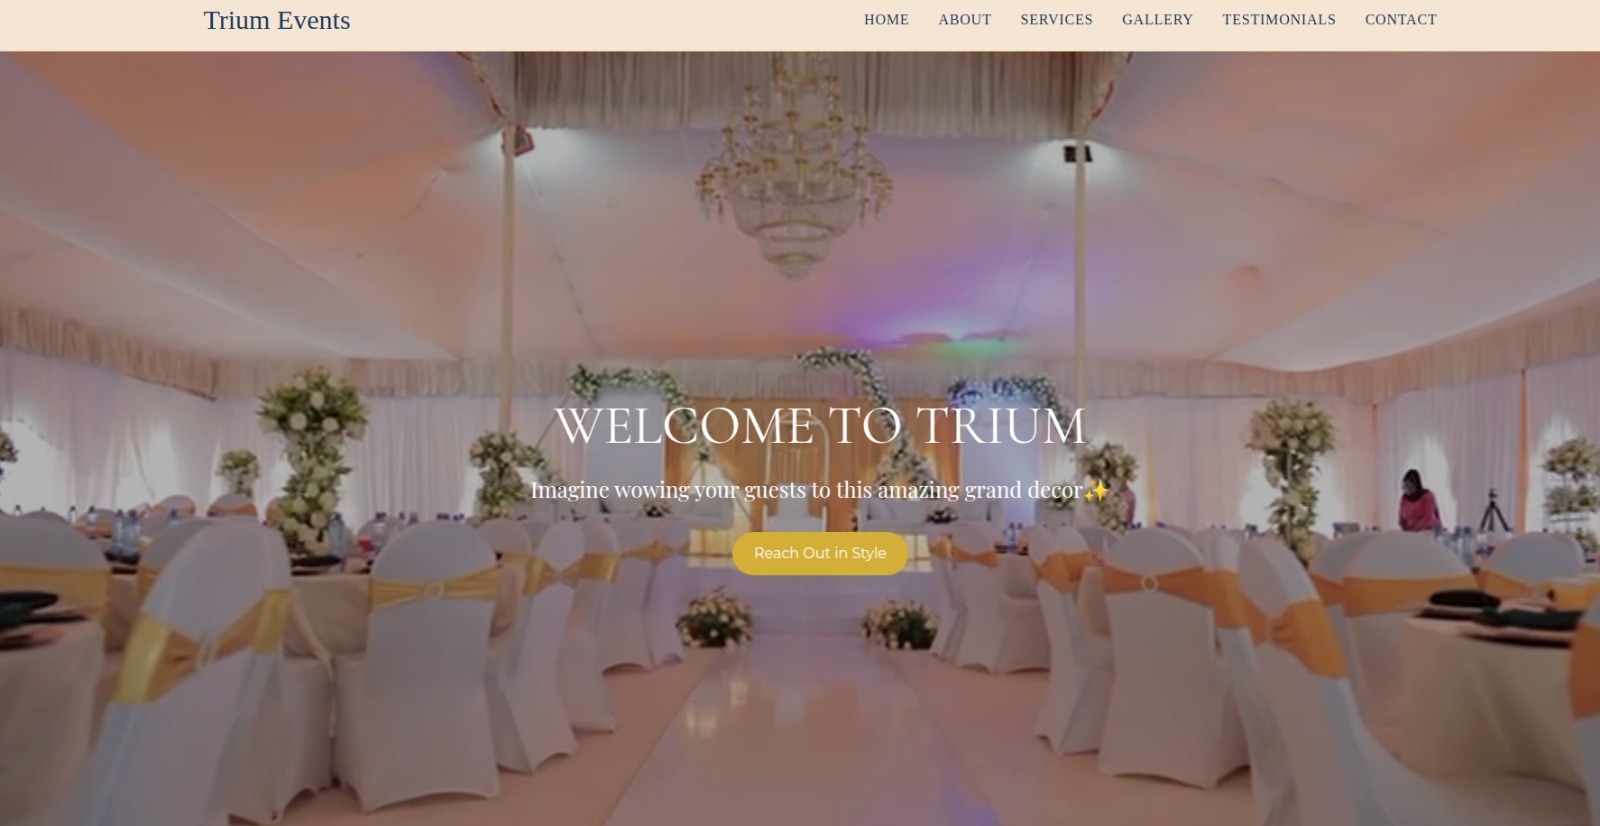 Trium Events
HOME ABOUT SERVICES GALLERY TESTIMONIALS CONTACT
WELCOME TO TRIUM
Imagine wowing your guests to this amazing grand decor✨
Reach Out in Style